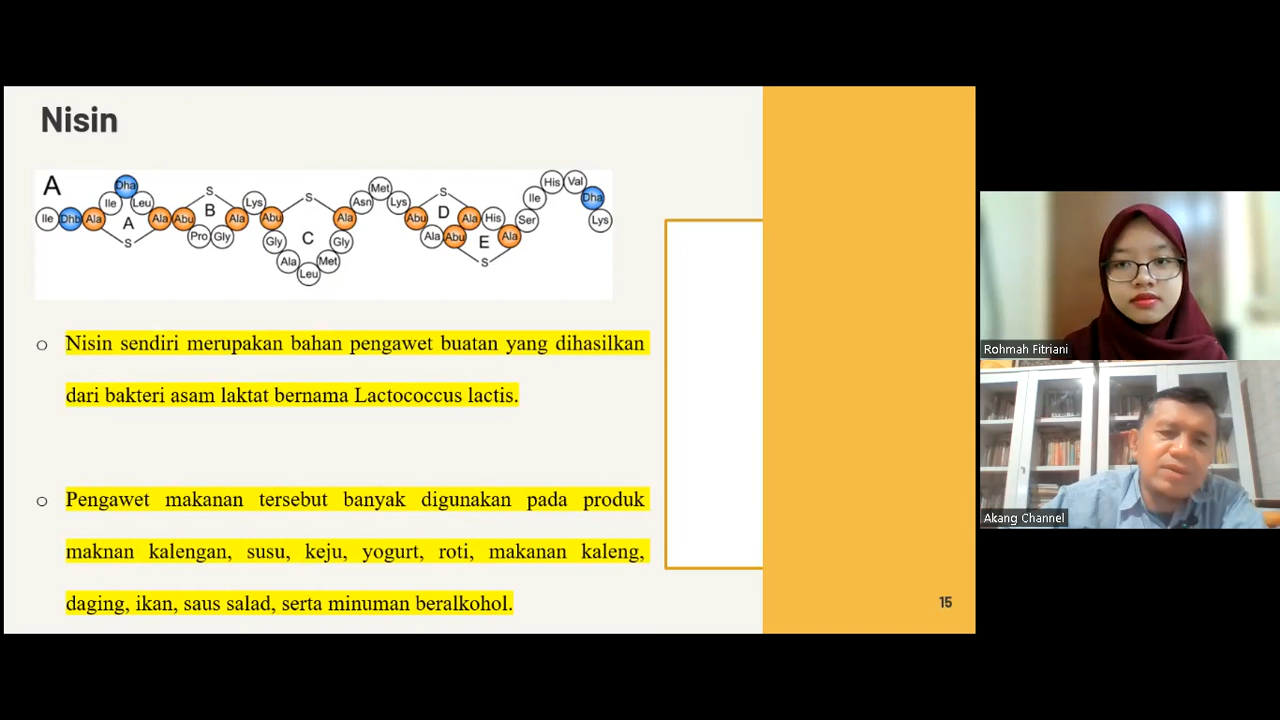 Nisin
A
Ile Dhb Ala Ile Dha Leu Ala Abu Pro Gly Ala Lys Abu Gly Ala Leu Met Gly Ala Asn Met Lys Abu Ala Abu Ala His Ala Ser Ile His Val Dha Lys
S S S S S
A B C D E
Nisin sendiri merupakan bahan pengawet buatan yang dihasilkan
dari bakteri asam laktat bernama Lactococcus lactis.
Pengawet makanan tersebut banyak digunakan pada produk
maknan kalengan, susu, keju, yogurt, roti, makanan kaleng,
daging, ikan, saus salad, serta minuman beralkohol.
15
Rohmah Fitriani
Akang Channel